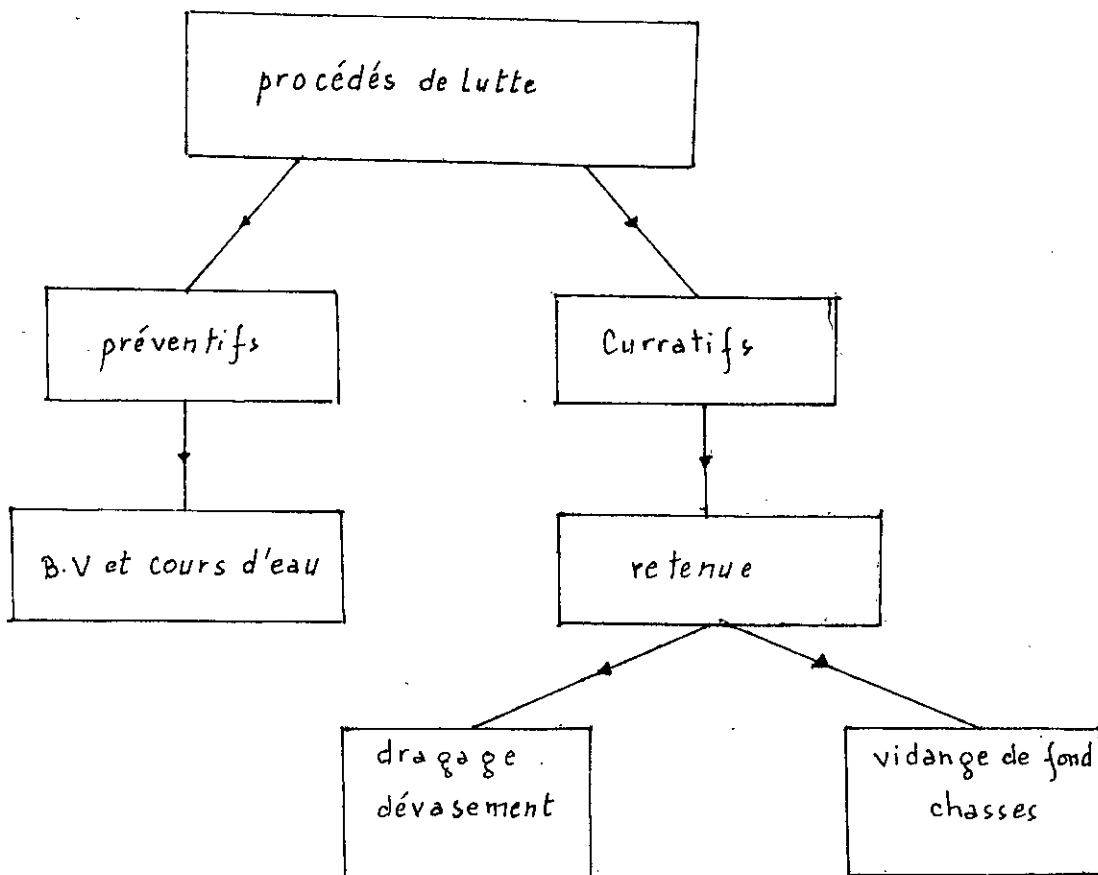 procédés de lutte
préventifs
Curratifs
B.V et cours d'eau
retenue
dragage
dévasement
vidange de fond
chasses